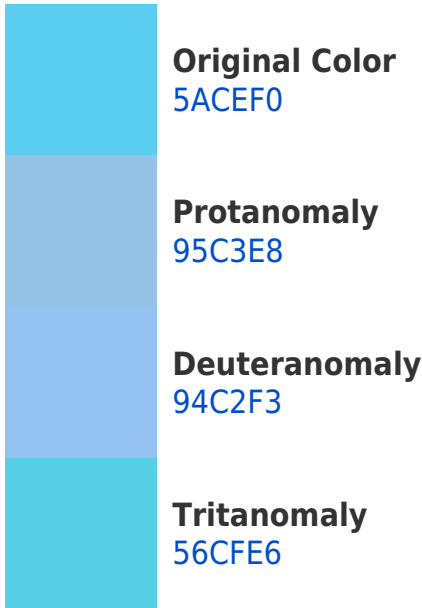 Original Color
5ACEF0
Protanomaly
95C3E8
Deuteranomaly
94C2F3
Tritanomaly
56CFE6